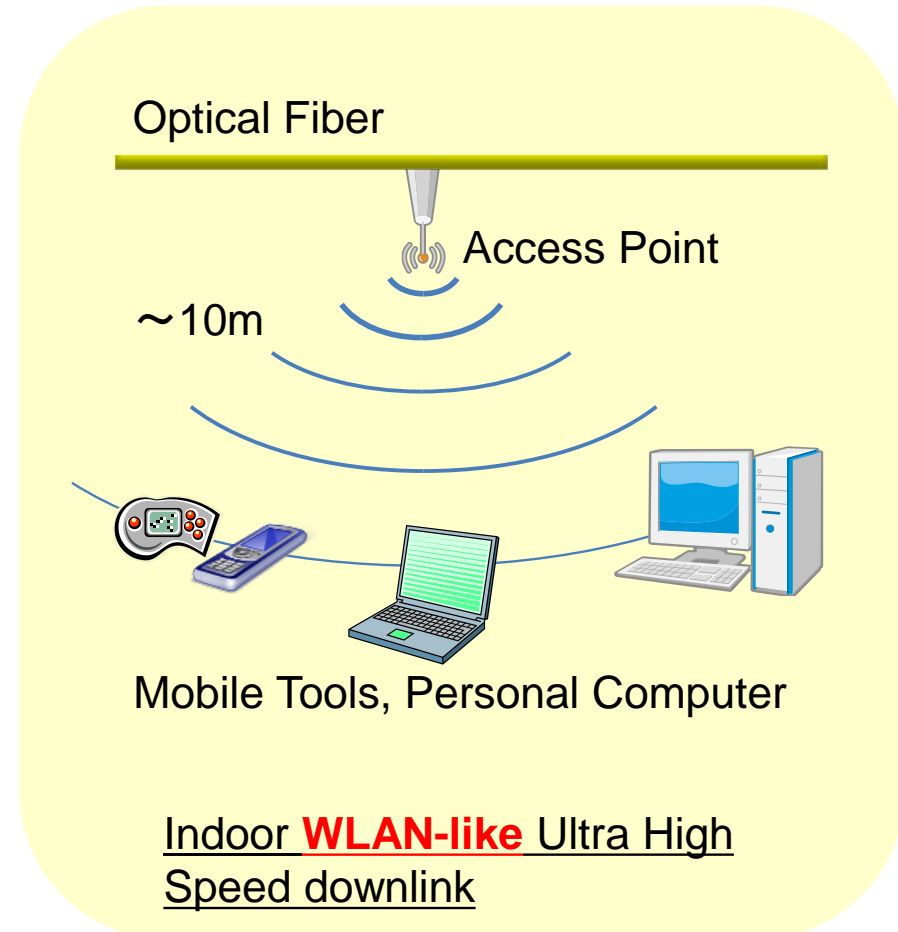 Optical Fiber
Access Point
~10m
Mobile Tools, Personal Computer
Indoor WLAN-like Ultra High
Speed downlink